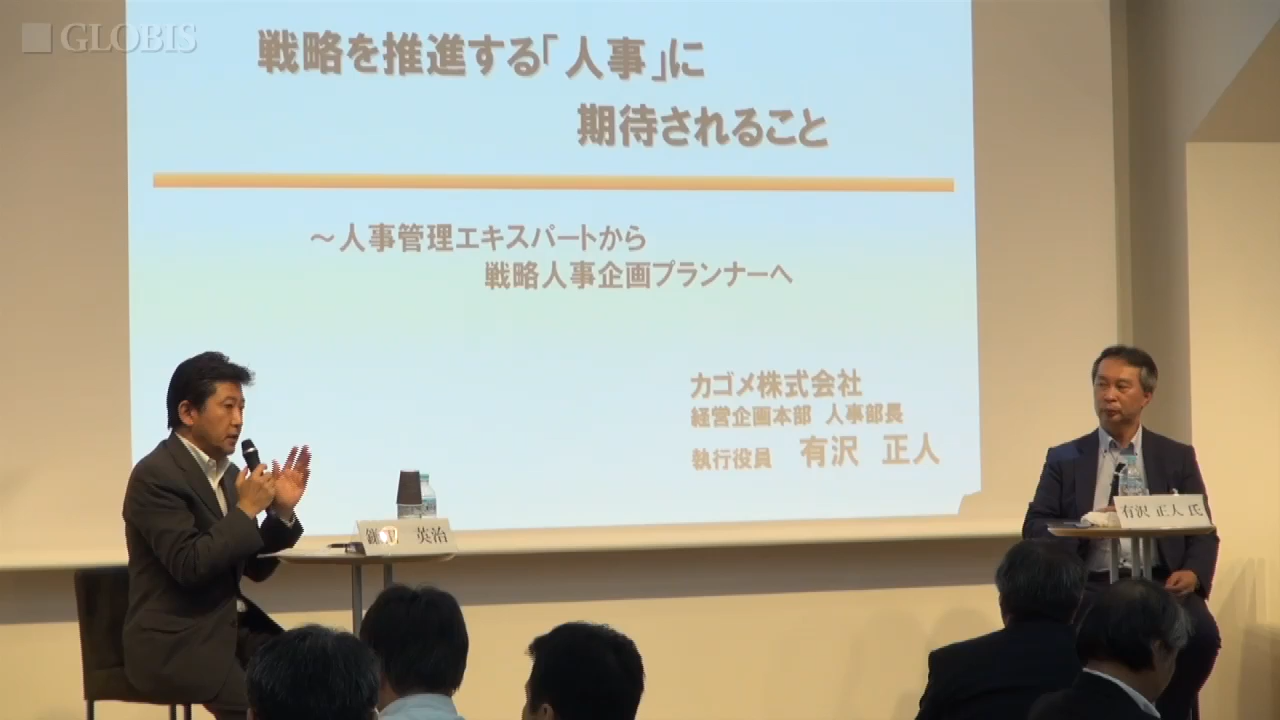 GLOBIS
戦略を推進する「人事」に
期待されること
～人事管理エキスパートから
戦略人事企画プランナーへ
カゴメ株式会社
経営企画本部 人事部長
執行役員 有沢 正人
英治
有沢 正人 氏